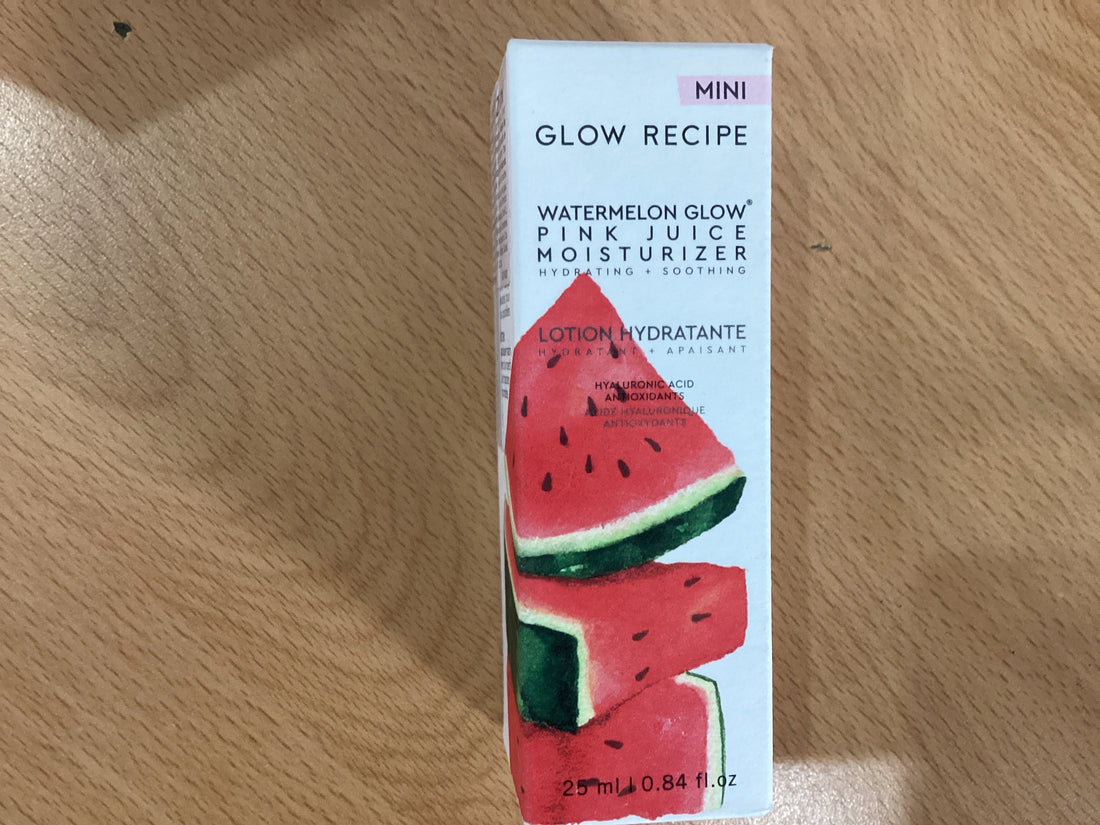 MINI
GLOW RECIPE
WATERMELON GLOW®
PINK JUICE
MOISTURIZER
HYDRATING + SOOTHING
LOTION HYDRATANTE
HYDRATANT + APAISANT
HYALURONIC ACID
ANTIOXIDANTS
ACIDE HYALURONIQUE
ANTIOXYDANTS
25 ml | 0.84 fl.oz